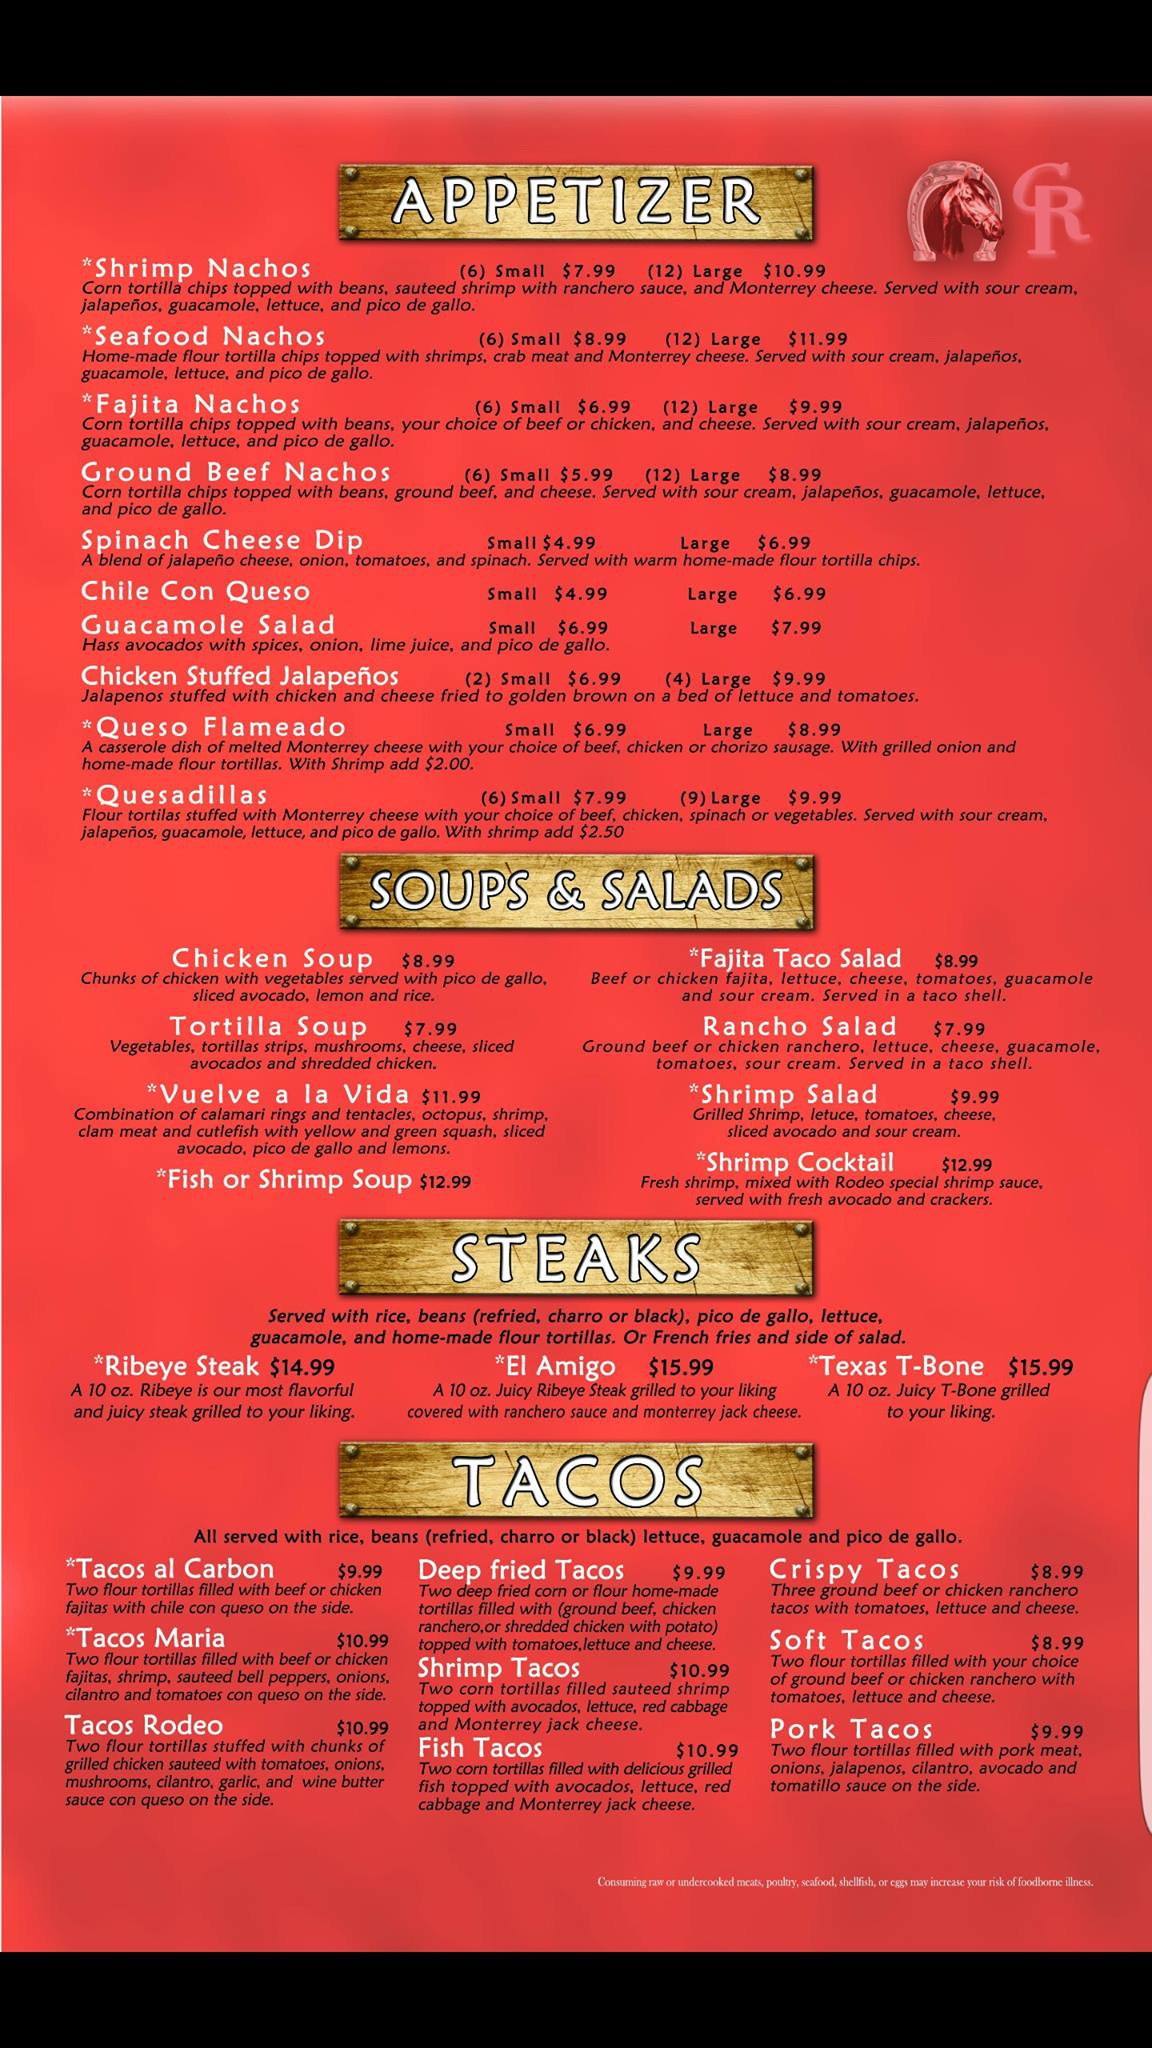 APPETIZER
CR
*Shrimp Nachos (6) Small $7.99 (12) Large $10.99
Corn tortilla chips topped with beans, sauteed shrimp with ranchero sauce, and Monterrey cheese. Served with sour cream,
jalapeños, guacamole, lettuce, and pico de gallo.
*Seafood Nachos (6) Small $8.99 (12) Large $11.99
Home-made flour tortilla chips topped with shrimps, crab meat and Monterrey cheese. Served with sour cream, jalapeños,
guacamole, lettuce, and pico de gallo.
*Fajita Nachos (6) Small $6.99 (12) Large $9.99
Corn tortilla chips topped with beans, your choice of beef or chicken, and cheese. Served with sour cream, jalapeños,
guacamole, lettuce, and pico de gallo.
Ground Beef Nachos (6) Small $5.99 (12) Large $8.99
Corn tortilla chips topped with beans, ground beef, and cheese. Served with sour cream, jalapeños, guacamole, lettuce,
and pico de gallo.
Spinach Cheese Dip Small $4.99 Large $6.99
A blend of jalapeño cheese, onion, tomatoes, and spinach. Served with warm home-made flour tortilla chips.
Chile Con Queso Small $4.99 Large $6.99
Guacamole Salad Small $6.99 Large $7.99
Hass avocados with spices, onion, lime juice, and pico de gallo.
Chicken Stuffed Jalapeños (2) Small $6.99 (4) Large $9.99
Jalapenos stuffed with chicken and cheese fried to golden brown on a bed of lettuce and tomatoes.
*Queso Flameado Small $6.99 Large $8.99
A casserole dish of melted Monterrey cheese with your choice of beef, chicken or chorizo sausage. With grilled onion and
home-made flour tortillas. With Shrimp add $2.00.
*Quesadillas (6) Small $7.99 (9) Large $9.99
Flour tortilas stuffed with Monterrey cheese with your choice of beef, chicken, spinach or vegetables. Served with sour cream,
jalapeños, guacamole, lettuce, and pico de gallo. With shrimp add $2.50
SOUPS & SALADS
Chicken Soup $8.99
Chunks of chicken with vegetables served with pico de gallo,
sliced avocado, lemon and rice.
Tortilla Soup $7.99
Vegetables, tortillas strips, mushrooms, cheese, sliced
avocados and shredded chicken.
*Vuelve a la Vida $11.99
Combination of calamari rings and tentacles, octopus, shrimp,
clam meat and cutlefish with yellow and green squash, sliced
avocado, pico de gallo and lemons.
*Fish or Shrimp Soup $12.99
*Fajita Taco Salad $8.99
Beef or chicken fajita, lettuce, cheese, tomatoes, guacamole
and sour cream. Served in a taco shell.
Rancho Salad $7.99
Ground beef or chicken ranchero, lettuce, cheese, guacamole,
tomatoes, sour cream. Served in a taco shell.
*Shrimp Salad $9.99
Grilled Shrimp, letuce, tomatoes, cheese,
sliced avocado and sour cream.
*Shrimp Cocktail $12.99
Fresh shrimp, mixed with Rodeo special shrimp sauce,
served with fresh avocado and crackers.
STEAKS
Served with rice, beans (refried, charro or black), pico de gallo, lettuce,
guacamole, and home-made flour tortillas. Or French fries and side of salad.
*Ribeye Steak $14.99
A 10 oz. Ribeye is our most flavorful
and juicy steak grilled to your liking.
*El Amigo $15.99
A 10 oz. Juicy Ribeye Steak grilled to your liking
covered with ranchero sauce and monterrey jack cheese.
*Texas T-Bone $15.99
A 10 oz. Juicy T-Bone grilled
to your liking.
TACOS
All served with rice, beans (refried, charro or black) lettuce, guacamole and pico de gallo.
*Tacos al Carbon $9.99
Two flour tortillas filled with beef or chicken
fajitas with chile con queso on the side.
*Tacos Maria $10.99
Two flour tortillas filled with beef or chicken
fajitas, shrimp, sauteed bell peppers, onions,
cilantro and tomatoes con queso on the side.
Tacos Rodeo $10.99
Two flour tortillas stuffed with chunks of
grilled chicken sauteed with tomatoes, onions,
mushrooms, cilantro, garlic, and wine butter
sauce con queso on the side.
Deep fried Tacos $9.99
Two deep fried corn or flour home-made
tortillas filled with (ground beef, chicken
ranchero,or shredded chicken with potato)
topped with tomatoes,lettuce and cheese.
Shrimp Tacos $10.99
Two corn tortillas filled sauteed shrimp
topped with avocados, lettuce, red cabbage
and Monterrey jack cheese.
Fish Tacos $10.99
Two corn tortillas filled with delicious grilled
fish topped with avocados, lettuce, red
cabbage and Monterrey jack cheese.
Crispy Tacos $8.99
Three ground beef or chicken ranchero
tacos with tomatoes, lettuce and cheese.
Soft Tacos $8.99
Two flour tortillas filled with your choice
of ground beef or chicken ranchero with
tomatoes, lettuce and cheese.
Pork Tacos $9.99
Two flour tortillas filled with pork meat,
onions, jalapenos, cilantro, avocado and
tomatillo sauce on the side.
Consuming raw or undercooked meats, poultry, seafood, shellfish, or eggs may increase your risk of foodborne illness.